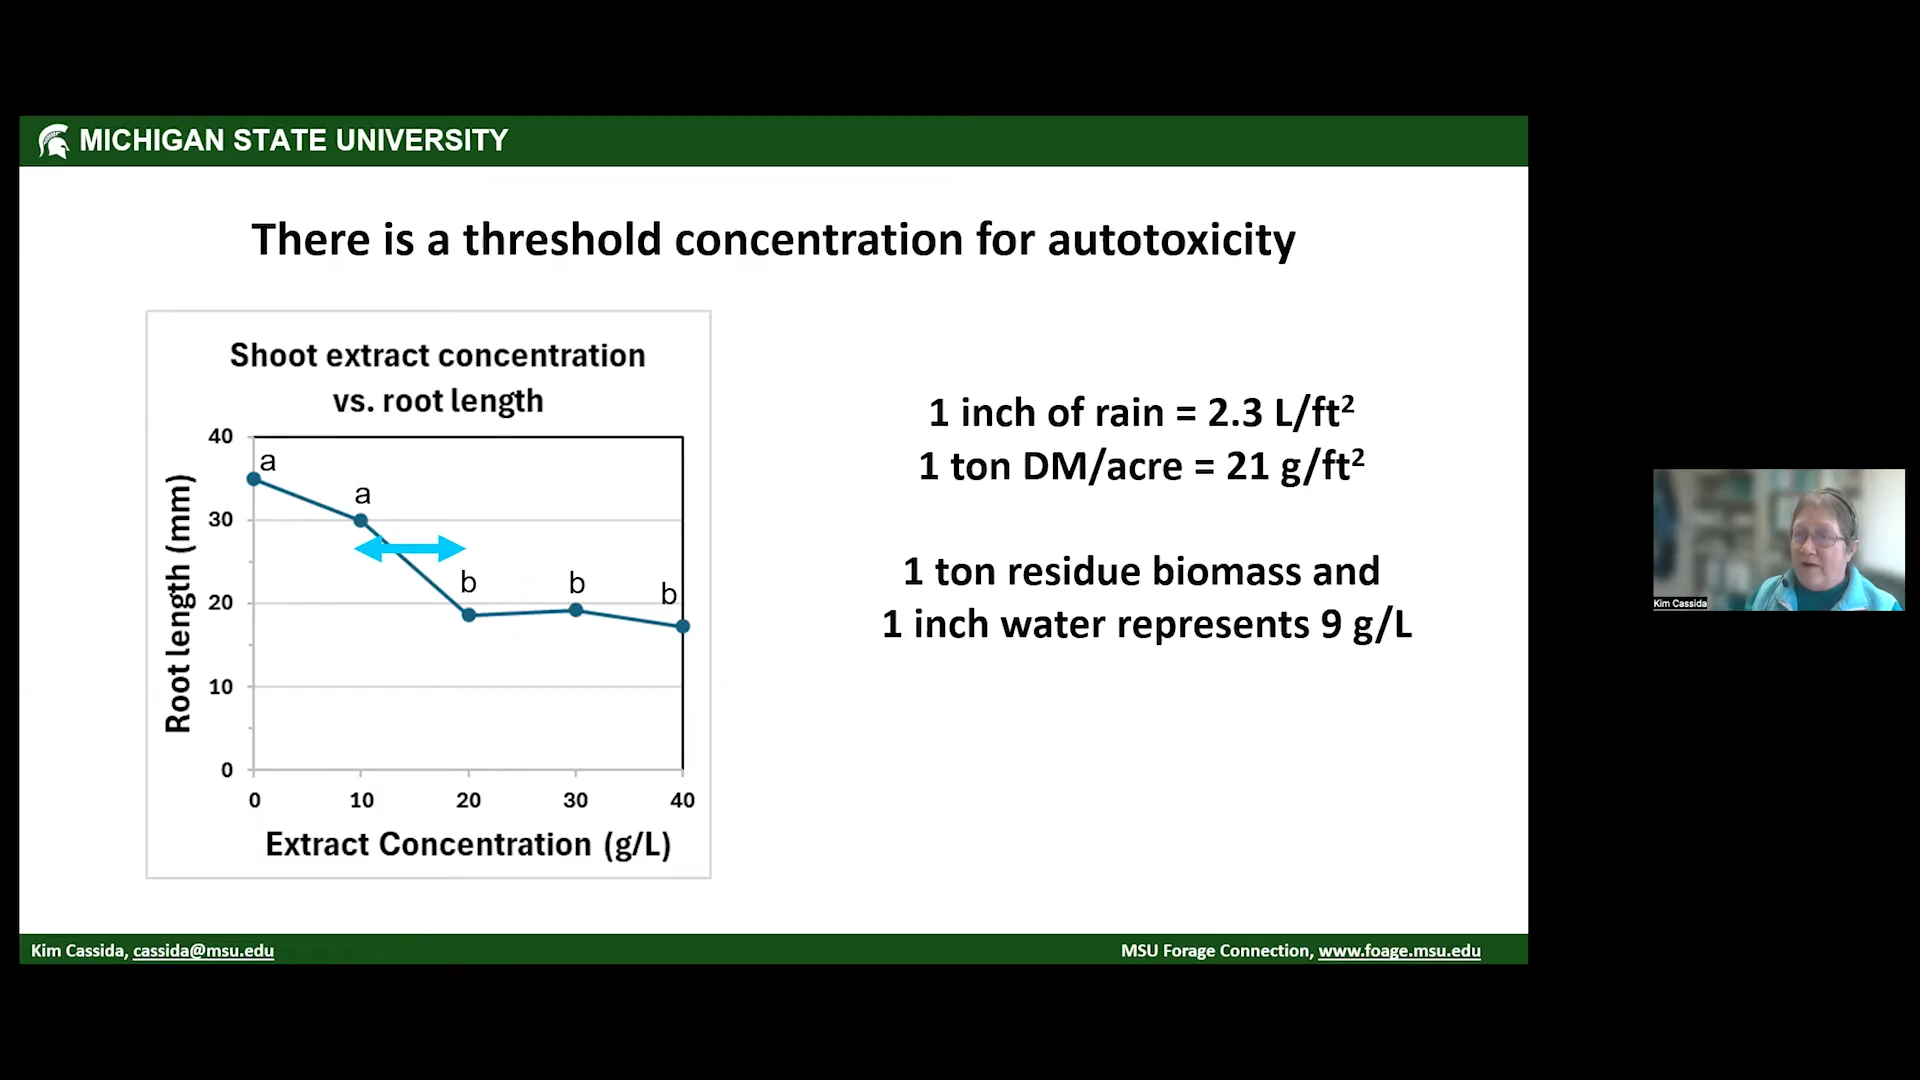 MICHIGAN STATE UNIVERSITY
There is a threshold concentration for autotoxicity
Shoot extract concentration
vs. root length
Root length (mm)
40
30
20
10
0
a
a
b
b
b
0 10 20 30 40
Extract Concentration (g/L)
1 inch of rain = 2.3 L/ft²
1 ton DM/acre = 21 g/ft²
1 ton residue biomass and
1 inch water represents 9 g/L
Kim Cassida
Kim Cassida, cassida@msu.edu
MSU Forage Connection, www.foage.msu.edu